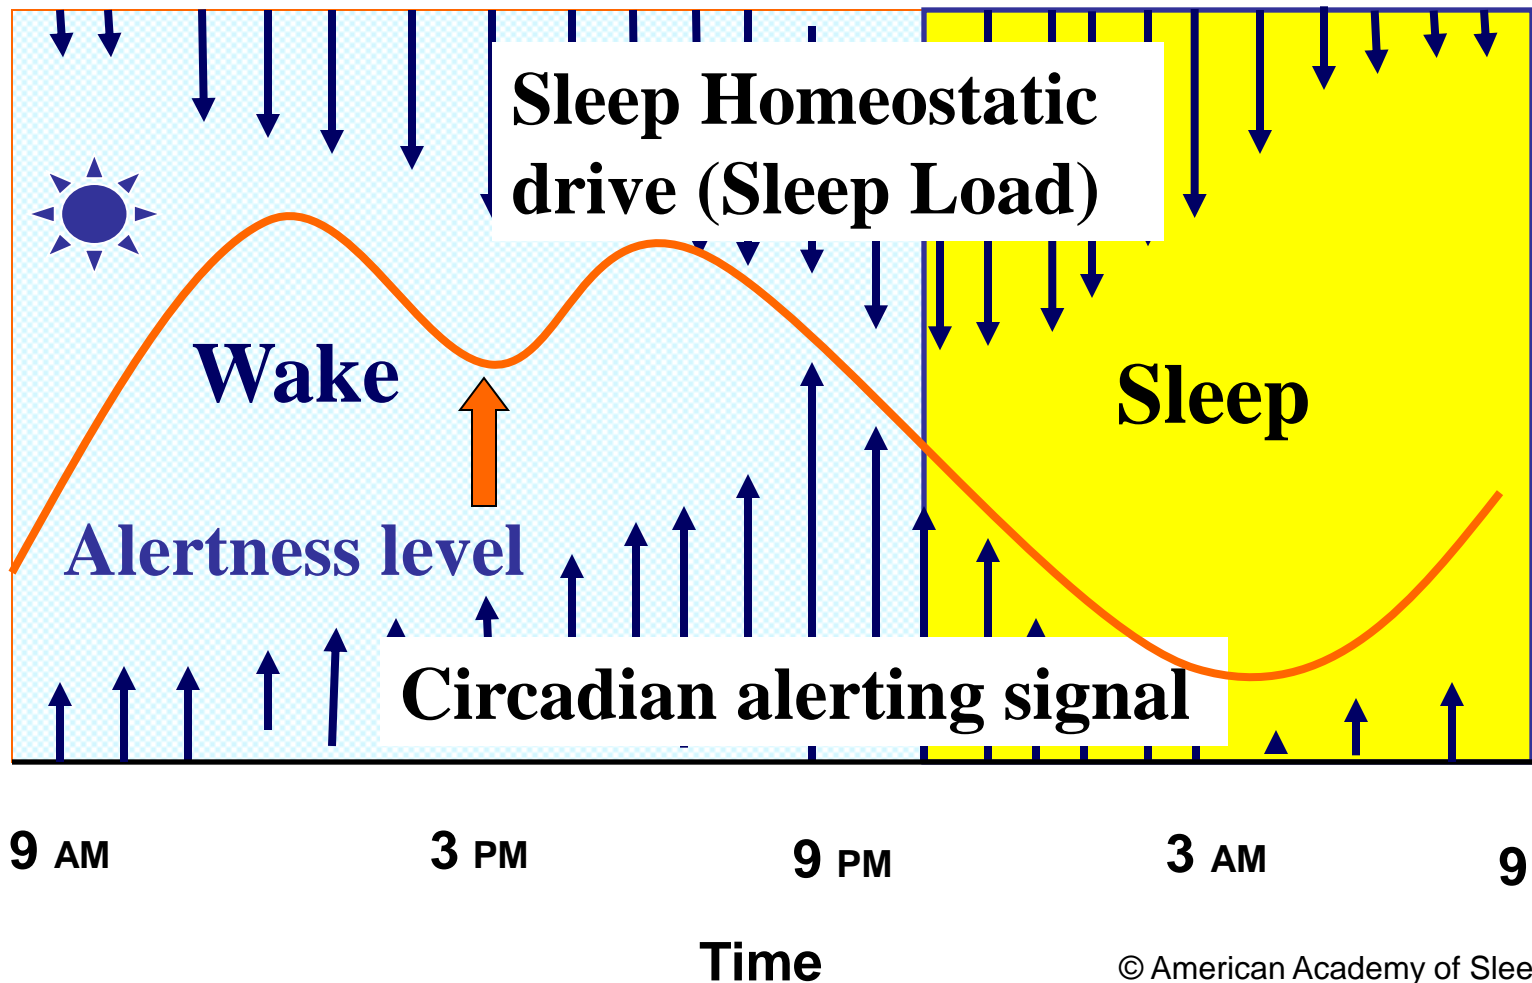 Sleep Homeostatic
drive (Sleep Load)
Wake
Sleep
Alertness level
Circadian alerting signal
9 AM 3 PM 9 PM 3 AM 9
Time
© American Academy of Slee